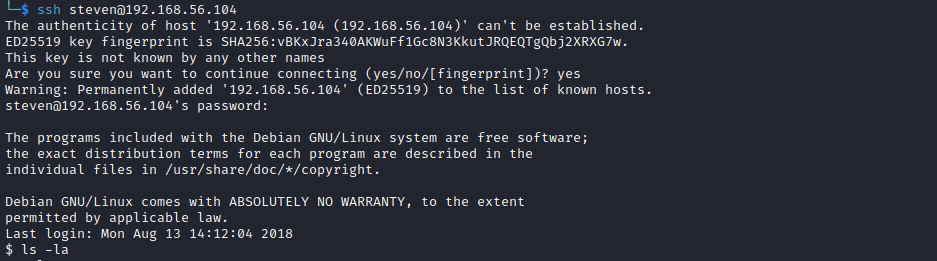 └─$ ssh steven@192.168.56.104
The authenticity of host '192.168.56.104 (192.168.56.104)' can't be established.
ED25519 key fingerprint is SHA256:vBKxJra340AKWuFf1Gc8N3KkutJRQEQTgQbj2XRXG7w.
This key is not known by any other names
Are you sure you want to continue connecting (yes/no/[fingerprint])? yes
Warning: Permanently added '192.168.56.104' (ED25519) to the list of known hosts.
steven@192.168.56.104's password:
The programs included with the Debian GNU/Linux system are free software;
the exact distribution terms for each program are described in the
individual files in /usr/share/doc/*/copyright.
Debian GNU/Linux comes with ABSOLUTELY NO WARRANTY, to the extent
permitted by applicable law.
Last login: Mon Aug 13 14:12:04 2018
$ ls -la